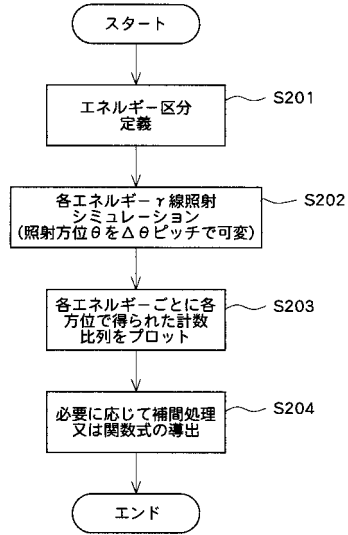 スタート
エネルギー区分
定義
S201
各エネルギーγ線照射
シミュレーション
(照射方位θをΔθピッチで可変)
S202
各エネルギーごとに各
方位で得られた計数
比列をプロット
S203
必要に応じて補間処理
又は関数式の導出
S204
エンド